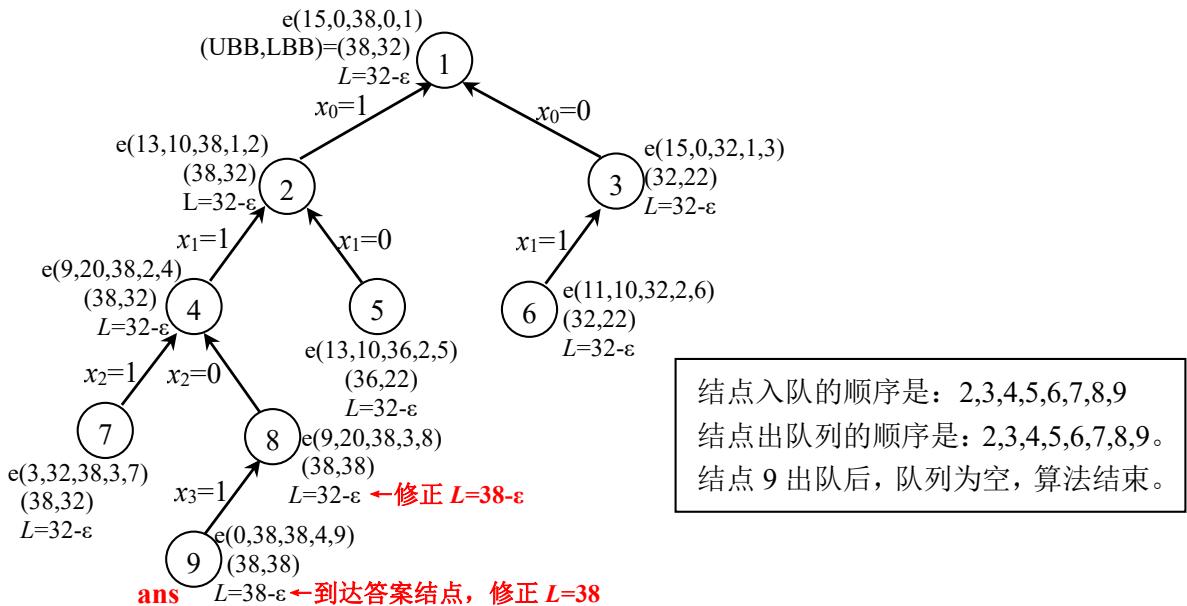 e(15,0,38,0,1)
(UBB,LBB)=(38,32)
L=32-ε
1
x₀=1
x₀=0
e(13,10,38,1,2)
(38,32)
L=32-ε
2
e(15,0,32,1,3)
(32,22)
L=32-ε
3
x₁=1
x₁=0
x₁=1
e(9,20,38,2,4)
(38,32)
L=32-ε
4
5
e(13,10,36,2,5)
(36,22)
L=32-ε
6
e(11,10,32,2,6)
(32,22)
L=32-ε
x₂=1
x₂=0
7
e(3,32,38,3,7)
(38,32)
L=32-ε
8
e(9,20,38,3,8)
(38,38)
L=32-ε ←修正 L=38-ε
x₃=1
9
e(0,38,38,4,9)
(38,38)
ans L=38-ε←到达答案结点，修正 L=38
结点入队的顺序是：2,3,4,5,6,7,8,9
结点出队列的顺序是：2,3,4,5,6,7,8,9。
结点 9 出队后，队列为空，算法结束。